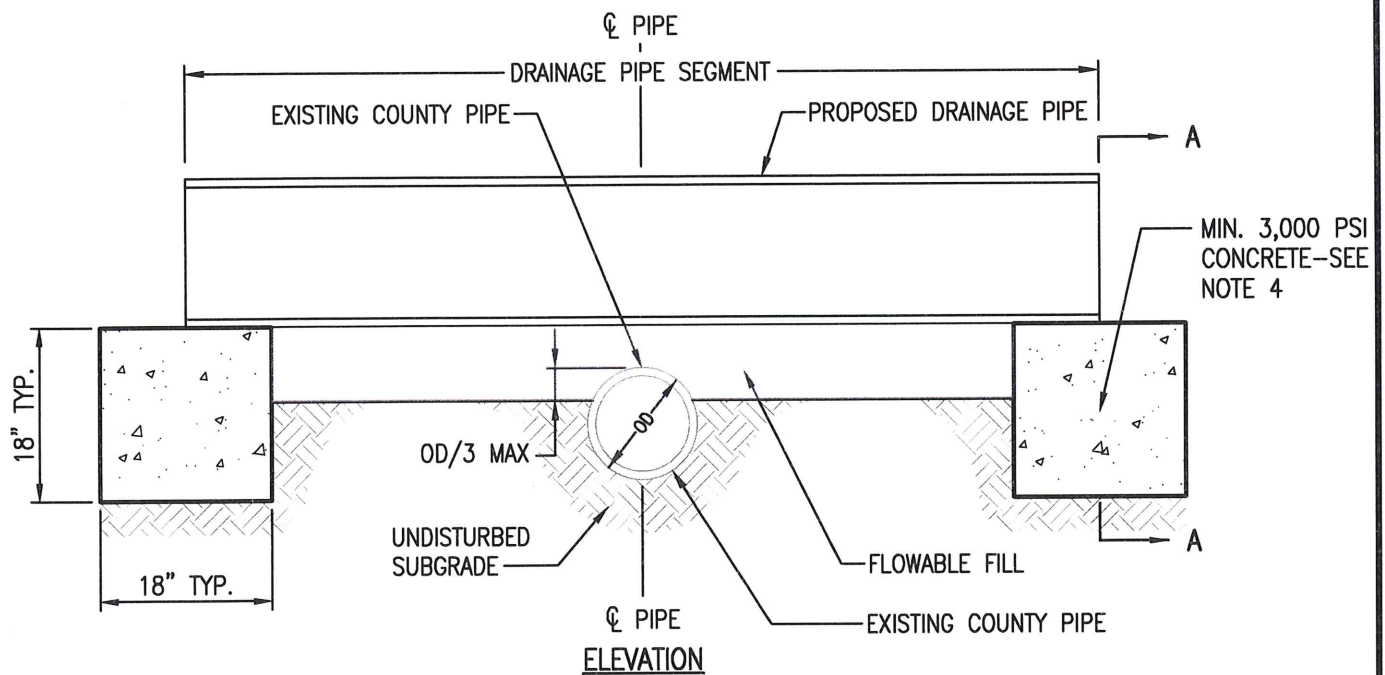 ℄ PIPE
DRAINAGE PIPE SEGMENT
EXISTING COUNTY PIPE
PROPOSED DRAINAGE PIPE
A
MIN. 3,000 PSI
CONCRETE-SEE
NOTE 4
18" TYP.
OD
OD/3 MAX
UNDISTURBED
SUBGRADE
A
FLOWABLE FILL
18" TYP.
℄ PIPE
EXISTING COUNTY PIPE
ELEVATION